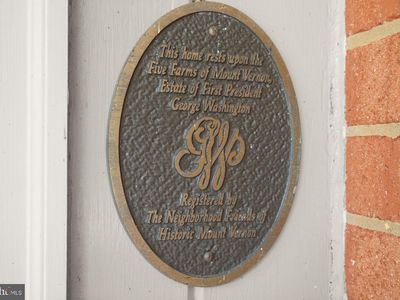 This home rests upon the
Five Farms of Mount Vernon,
Estate of First President
George Washington
GW
Registered by
The Neighborhood Friends of
Historic Mount Vernon
MLS